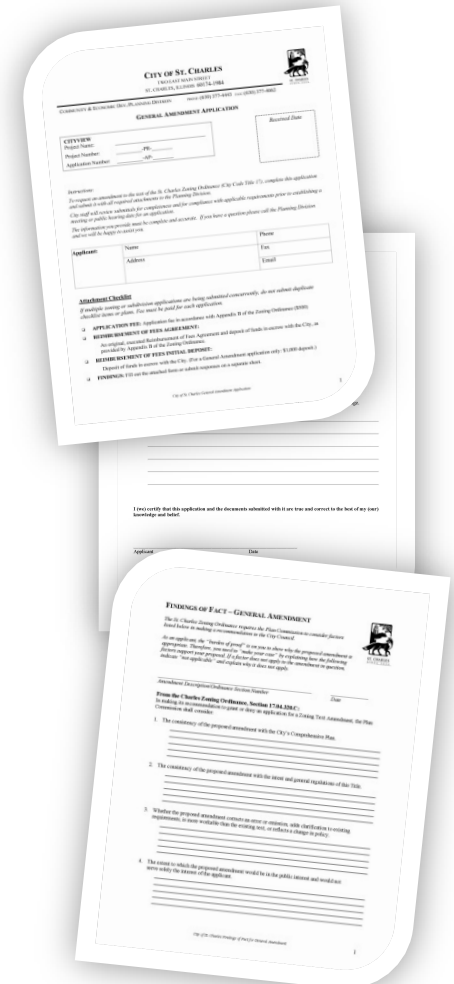 CITY OF ST. CHARLES
TWO EAST MAIN STREET
ST. CHARLES, ILLINOIS 60174-1984
COMMUNITY & ECONOMIC DEV./PLANNING DIVISION PHONE: (630) 377-4443 FAX: (630) 377-4062
GENERAL AMENDMENT APPLICATION
CITYVIEW
Project Name:
Project Number: -PR-
Application Number: -AP-
Received Date
Instructions:
To request an amendment to the text of the St. Charles Zoning Ordinance (City Code Title 17), complete this application
and submit it with all required attachments to the Planning Division.
City staff will review submittals for completeness and for compliance with applicable requirements prior to establishing a
meeting or public hearing date for an application.
The information you provide must be complete and accurate. If you have a question please call the Planning Division,
and we will be happy to assist you.
Applicant: Name Phone
Fax
Address
Email
Attachment Checklist
If multiple zoning or subdivision applications are being submitted concurrently, do not submit duplicate
checklist items or plans. Fee must be paid for each application.
APPLICATION FEE: Application fee in accordance with Appendix B of the Zoning Ordinance ($500)
REIMBURSEMENT OF FEES AGREEMENT:
An original, executed Reimbursement of Fees Agreement and deposit of funds in escrow with the City, as
provided by Appendix B of the Zoning Ordinance.
REIMBURSEMENT OF FEES INITIAL DEPOSIT:
Deposit of funds in escrow with the City. (For a General Amendment application only: $1,000 deposit.)
FINDINGS: Fill out the attached form or submit responses on a separate sheet.
City of St. Charles General Amendment Application
1
I (we) certify that this application and the documents submitted with it are true and correct to the best of my (our)
knowledge and belief.
Applicant Date
FINDINGS OF FACT – GENERAL AMENDMENT
The St. Charles Zoning Ordinance requires the Plan Commission to consider factors
listed below in making a recommendation to the City Council.
As an applicant, the "burden of proof" is on you to show why the proposed amendment is
appropriate. Therefore, you need to "make your case" by explaining how the following
factors support your proposal. If a factor does not apply to the amendment in question,
indicate "not applicable" and explain why it does not apply.
ST. CHARLES
Amendment Description/Ordinance Section Number Date
From the Charles Zoning Ordinance, Section 17.04.320.C:
In making its recommendation to grant or deny an application for a Zoning Text Amendment, the Plan
Commission shall consider:
1. The consistency of the proposed amendment with the City's Comprehensive Plan.
2. The consistency of the proposed amendment with the intent and general regulations of this Title.
3. Whether the proposed amendment corrects an error or omission, adds clarification to existing
requirements, is more workable than the existing text, or reflects a change in policy.
4. The extent to which the proposed amendment would be in the public interest and would not
serve solely the interest of the applicant.
City of St. Charles Findings of Fact for General Amendment
1